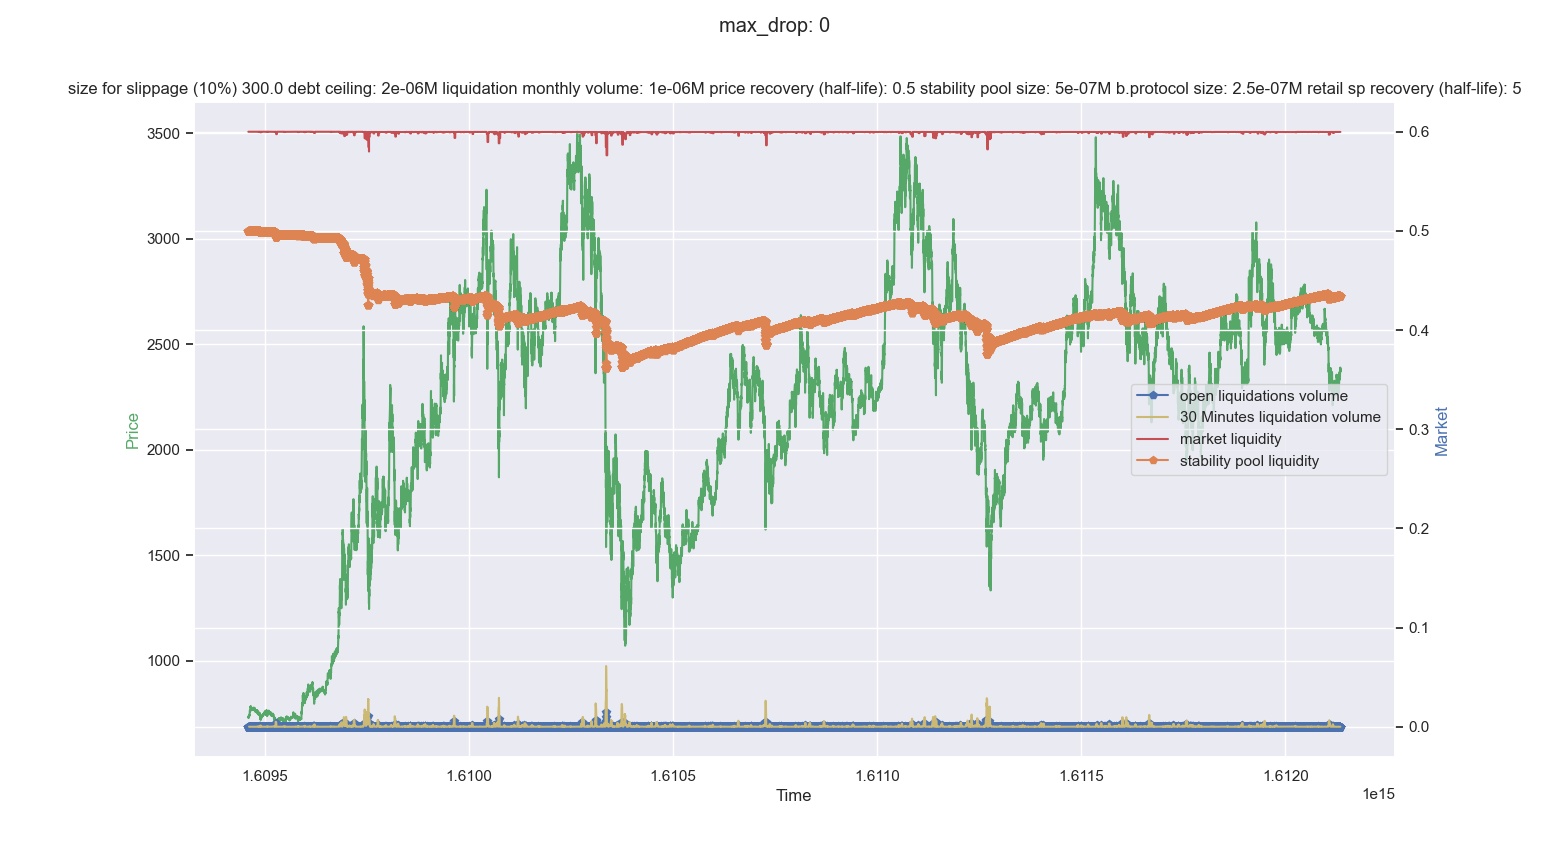 max_drop: 0
size for slippage (10%) 300.0 debt ceiling: 2e-06M liquidation monthly volume: 1e-06M price recovery (half-life): 0.5 stability pool size: 5e-07M b.protocol size: 2.5e-07M retail sp recovery (half-life): 5
3500
3000
2500
2000
1500
1000
Price
0.6
0.5
0.4
0.3
0.2
0.1
0.0
Market
open liquidations volume
30 Minutes liquidation volume
market liquidity
stability pool liquidity
1.6095 1.6100 1.6105 1.6110 1.6115 1.6120
Time
1e15